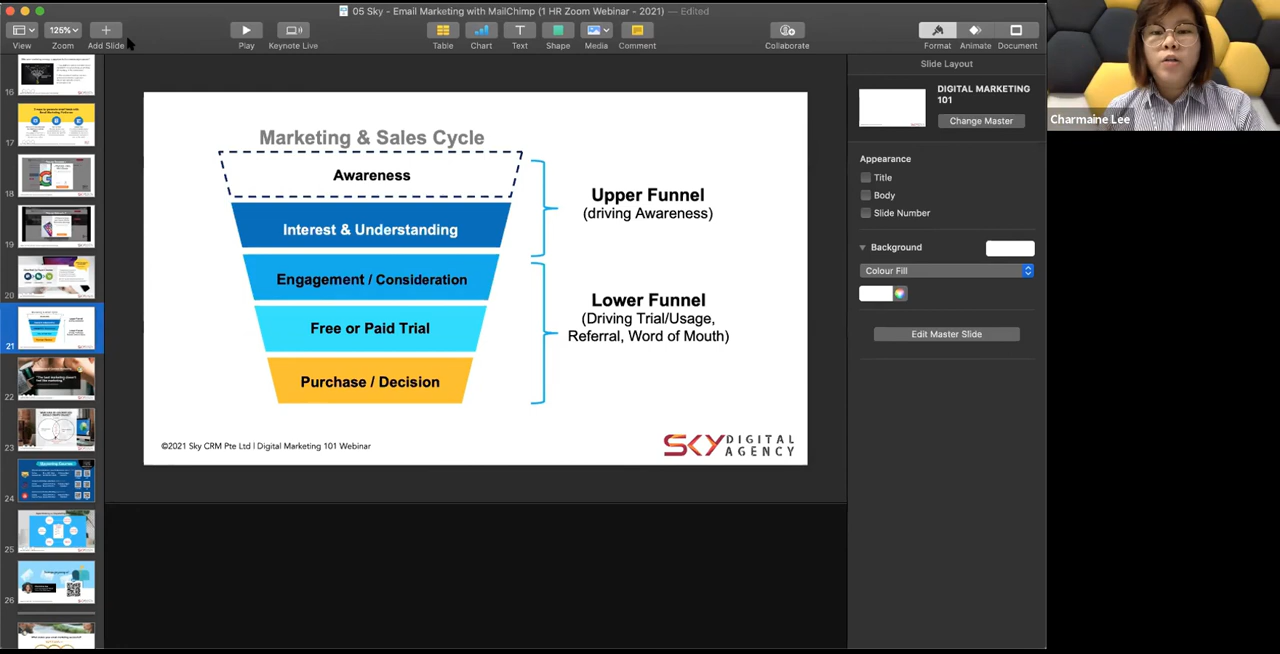 05 Sky - Email Marketing with MailChimp (1 HR Zoom Webinar - 2021) — Edited
125%
View
Zoom
Add Slide
Play
Keynote Live
Table
Chart
Text
Shape
Media
Comment
Collaborate
Format
Animate
Document
Slide Layout
DIGITAL MARKETING
101
Change Master
Appearance
Title
Body
Slide Number
Background
Colour Fill
Edit Master Slide
Charmaine Lee
16
17
18
19
20
21
22
23
24
25
26
Marketing & Sales Cycle
Awareness
Interest & Understanding
Engagement / Consideration
Free or Paid Trial
Purchase / Decision
Upper Funnel
(driving Awareness)
Lower Funnel
(Driving Trial/Usage,
Referral, Word of Mouth)
©2021 Sky CRM Pte Ltd | Digital Marketing 101 Webinar
SKY DIGITAL
AGENCY